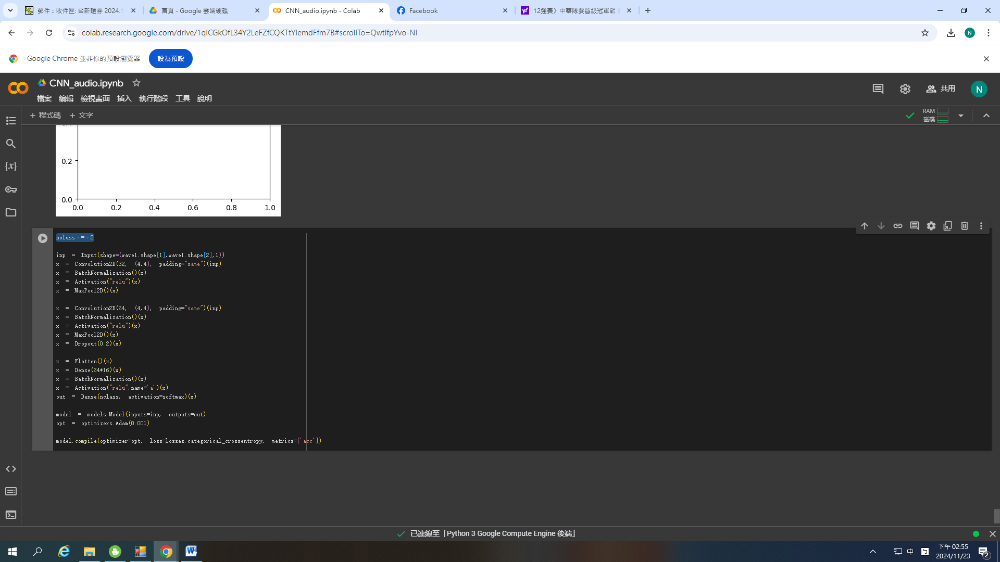 郵件 :: 收件匣: 台新證券 2024.1
首頁 - Google 雲端硬碟
CNN_audio.ipynb - Colab
Facebook
12強賽》中華隊要晉級冠軍戰
colab.research.google.com/drive/1qICGkOfL34Y2LeFZfCQKTtYlemdFfm7B#scrollTo=QwtIfpYvo-NI
N
Google Chrome 並非你的預設瀏覽器
設為預設
CNN_audio.ipynb
檔案 編輯 檢視畫面 插入 執行階段 工具 說明
共用
N
+ 程式碼 + 文字
RAM
磁碟
0.2
0.0
0.0 0.2 0.4 0.6 0.8 1.0
nclass = 2
inp = Input(shape=(wave1.shape[1],wave1.shape[2],1))
x = Convolution2D(32, (4,4), padding="same")(inp)
x = BatchNormalization()(x)
x = Activation("relu")(x)
x = MaxPool2D()(x)
x = Convolution2D(64, (4,4), padding="same")(inp)
x = BatchNormalization()(x)
x = Activation("relu")(x)
x = MaxPool2D()(x)
x = Dropout(0.2)(x)
x = Flatten()(x)
x = Dense(64*16)(x)
x = BatchNormalization()(x)
x = Activation("relu",name='a')(x)
out = Dense(nclass, activation=softmax)(x)
model = models.Model(inputs=inp, outputs=out)
opt = optimizers.Adam(0.001)
model.compile(optimizer=opt, loss=losses.categorical_crossentropy, metrics=['acc'])
已連線至「Python 3 Google Compute Engine 後端」
中
下午 02:55
2024/11/23
2